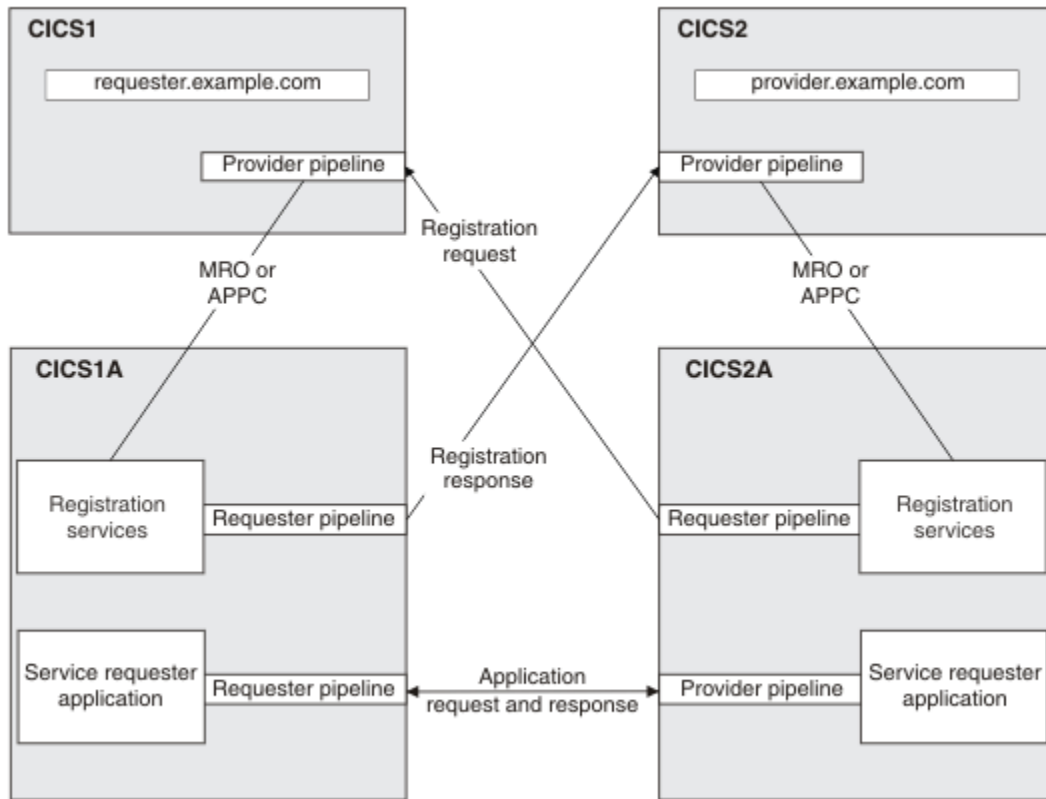 CICS1
requester.example.com
Provider pipeline
CICS2
provider.example.com
Provider pipeline
Registration
request
MRO or
APPC
MRO or
APPC
CICS1A
Registration
services
Requester pipeline
Registration
response
CICS2A
Requester pipeline
Registration
services
Service requester
application
Requester pipeline
Application
request and response
Provider pipeline
Service requester
application